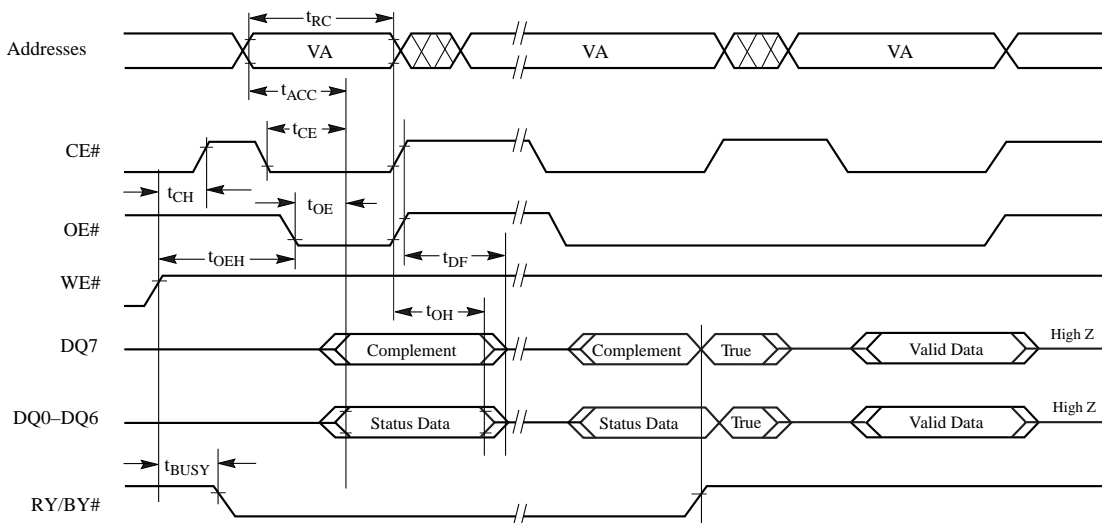 tRC
Addresses VA VA VA
tACC
tCE
CE#
tCH
tOE
OE#
tOEH tDF
WE#
tOH
DQ7 Complement Complement True Valid Data High Z
DQ0–DQ6 Status Data Status Data True Valid Data High Z
tBUSY
RY/BY#